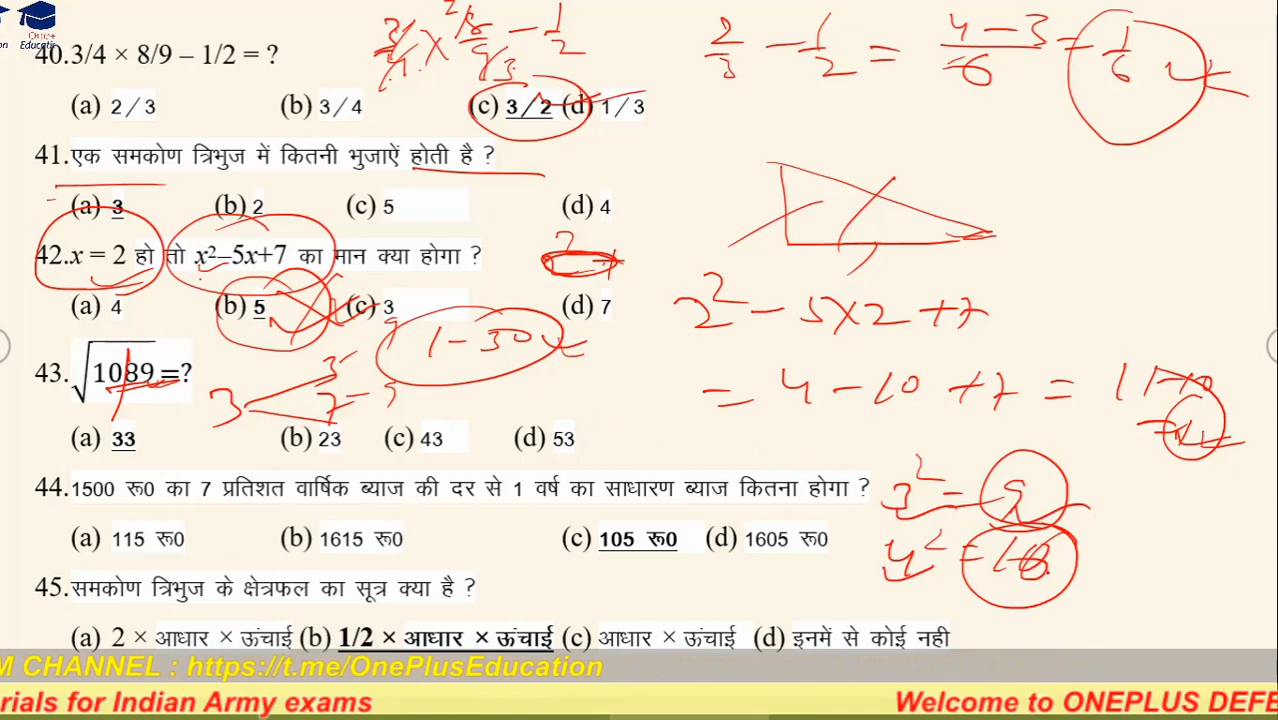 40.3/4 × 8/9 – 1/2 = ?
(a) 2 / 3 (b) 3 / 4 (c) 3 / 2 (d) 1 / 3
2/3 - 1/2 = 4-3/6 = 1/6
41.एक समकोण त्रिभुज में कितनी भुजाऐं होती है ?
(a) 3 (b) 2 (c) 5 (d) 4
42.x = 2 हो तो x²–5x+7 का मान क्या होगा ?
(a) 4 (b) 5 (c) 3 (d) 7
2² - 5×2 +7
= 4 - 10 +7 = 11-10
43. √1089 = ?
1-30
(a) 33 (b) 23 (c) 43 (d) 53
44.1500 रू0 का 7 प्रतिशत वार्षिक ब्याज की दर से 1 वर्ष का साधारण ब्याज कितना होगा ?
3² = 9
(a) 115 रू0 (b) 1615 रू0 (c) 105 रू0 (d) 1605 रू0
45.समकोण त्रिभुज के क्षेत्रफल का सूत्र क्या है ?
(a) 2 × आधार × ऊंचाई (b) 1/2 × आधार × ऊंचाई (c) आधार × ऊंचाई (d) इनमें से कोई नही
M CHANNEL : https://t.me/OnePlusEducation
rials for Indian Army exams Welcome to ONEPLUS DEFE